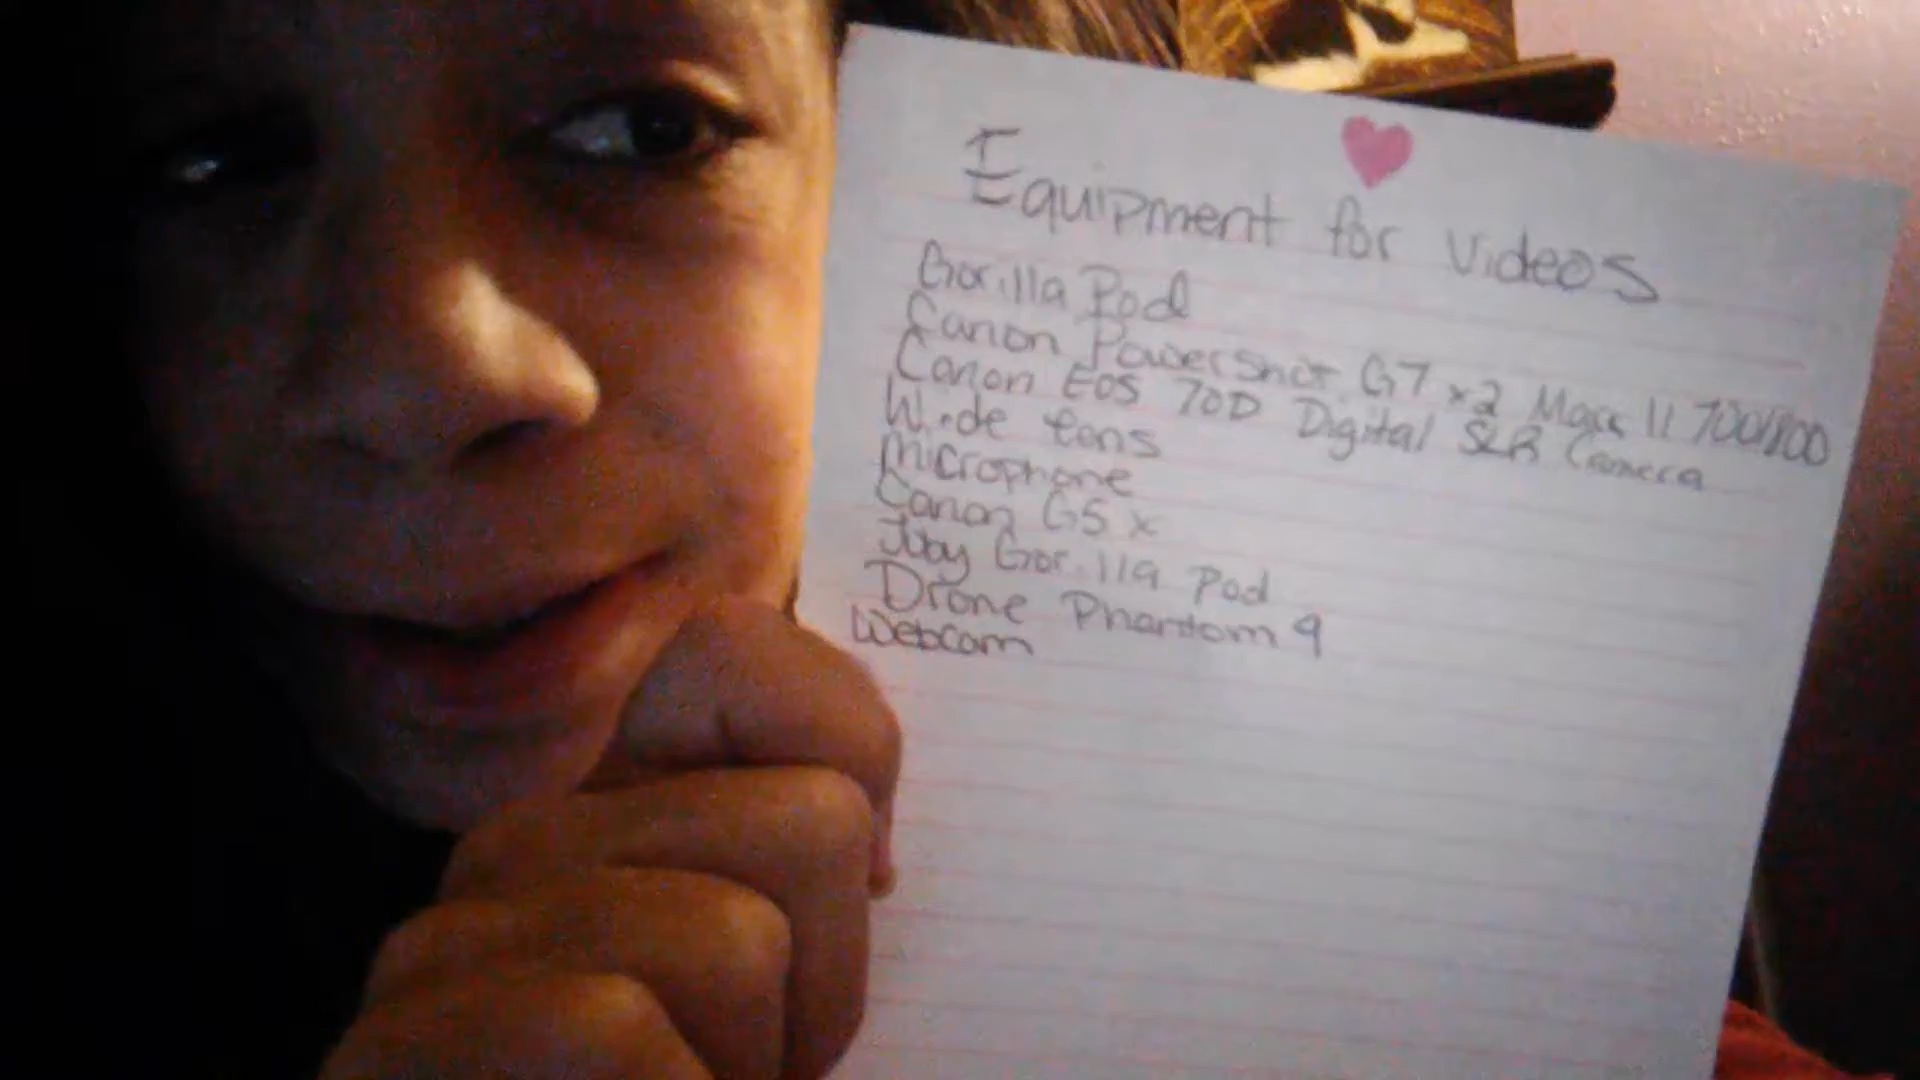 Equipment for Videos
Gorilla Pod
Canon PowerShot G7 x2 Mark II 700/800
Canon EOS 70D Digital SLR Camera
Wide lens
Microphone
Canon G5 x
Joby Gorilla Pod
Drone Phantom 4
Webcam